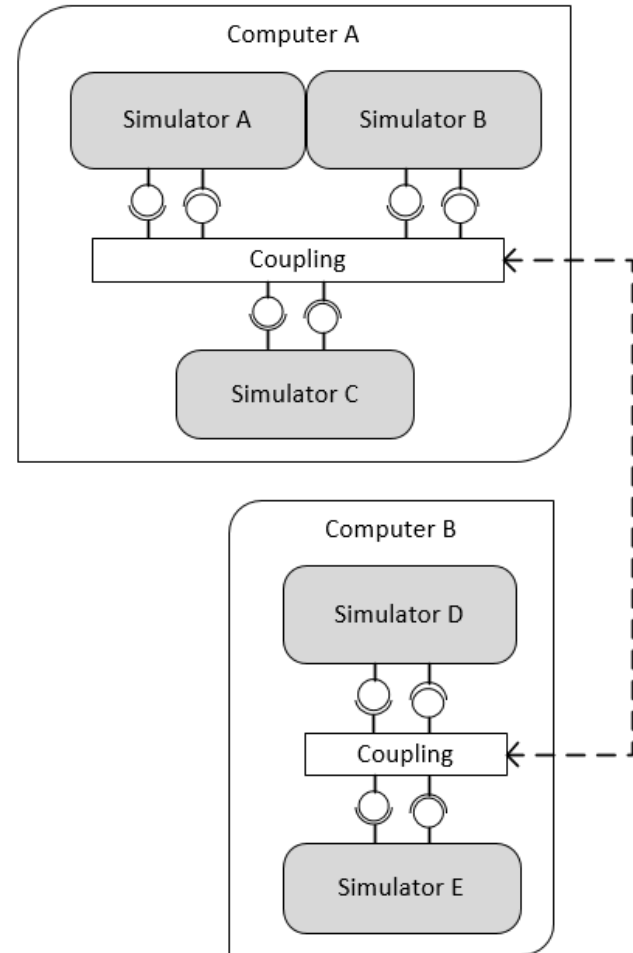 Computer A
Simulator A
Simulator B
Coupling
Simulator C
Computer B
Simulator D
Coupling
Simulator E